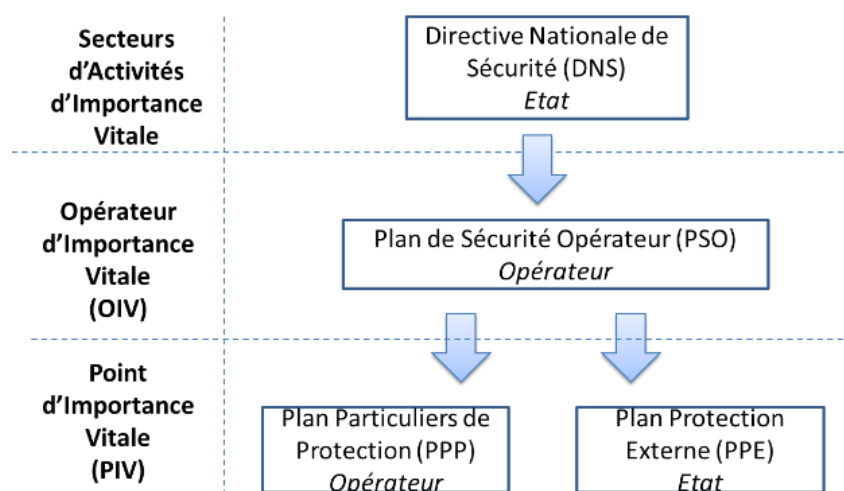 Secteurs
d'Activités
d'Importance
Vitale
Directive Nationale de
Sécurité (DNS)
Etat
Opérateur
d'Importance
Vitale
(OIV)
Plan de Sécurité Opérateur (PSO)
Opérateur
Point
d'Importance
Vitale
(PIV)
Plan Particuliers de
Protection (PPP)
Opérateur
Plan Protection
Externe (PPE)
Etat